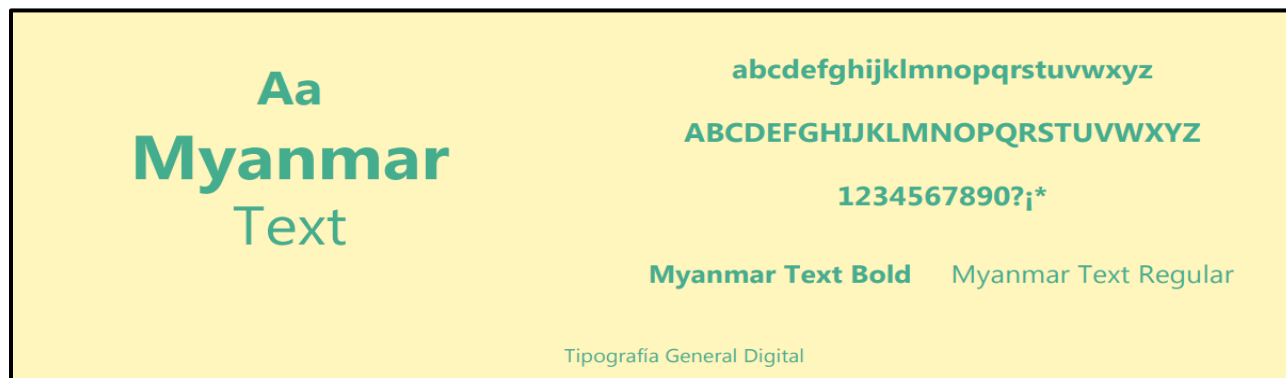 Aa
Myanmar
Text
abcdefghijklmnopqrstuvwxyz
ABCDEFGHIJKLMNOPQRSTUVWXYZ
1234567890?¡*
Myanmar Text Bold Myanmar Text Regular
Tipografía General Digital